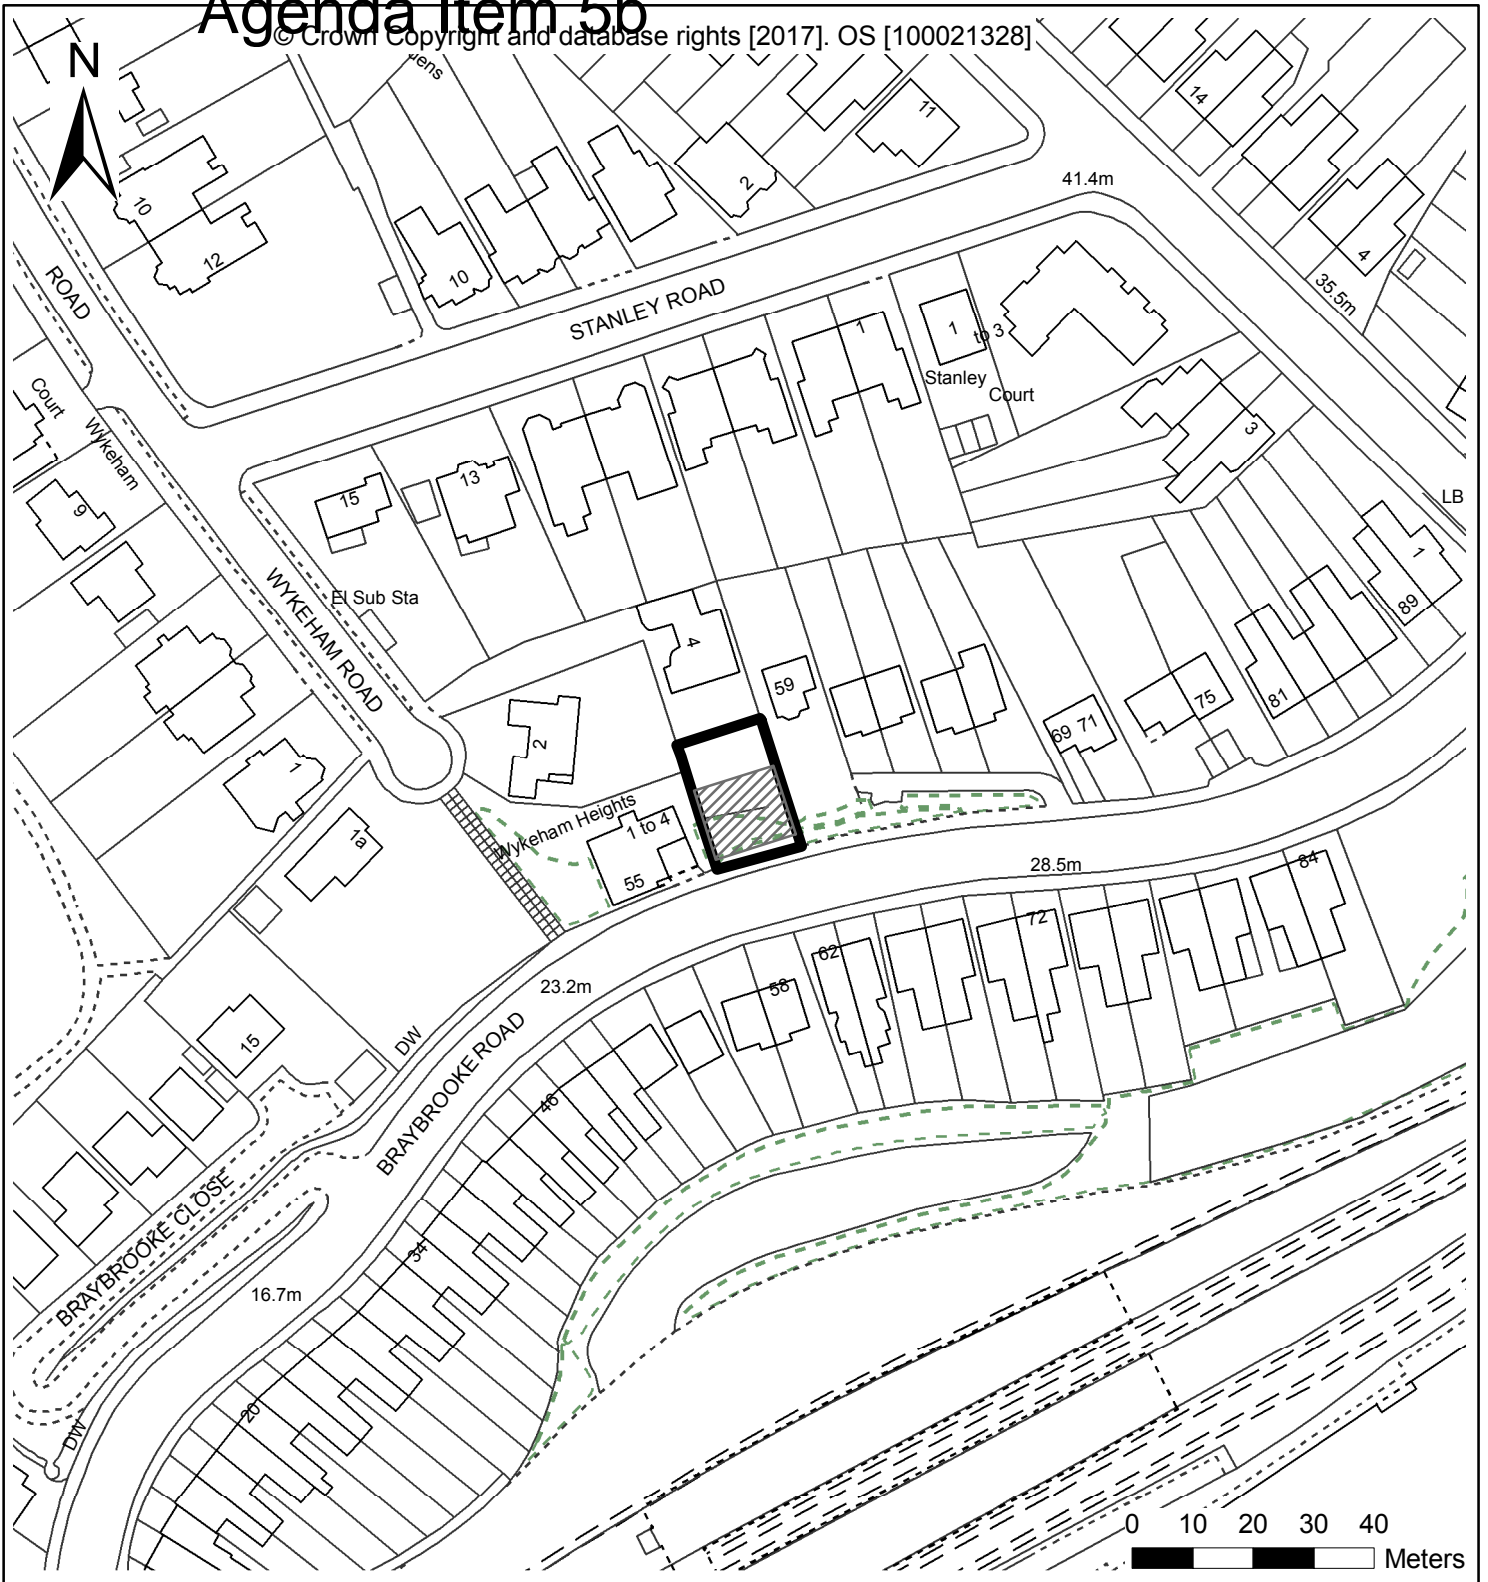 Agenda Item 5b
© Crown Copyright and database rights [2017]. OS [100021328]
N
dens
14
11
2
10
12
10
41.4m
4
35.5m
ROAD
STANLEY ROAD
1
1
to 3
Stanley
Court
3
Court
Wykeham
15
13
9
LB
1
89
WYKEHAM ROAD
El Sub Sta
4
59
2
69
71
75
81
1
Wykeham Heights
1 to 4
55
1a
28.5m
84
72
62
58
23.2m
15
DW
BRAYBROOKE ROAD
46
BRAYBROOKE CLOSE
34
16.7m
20
DW
0 10 20 30 40
Meters